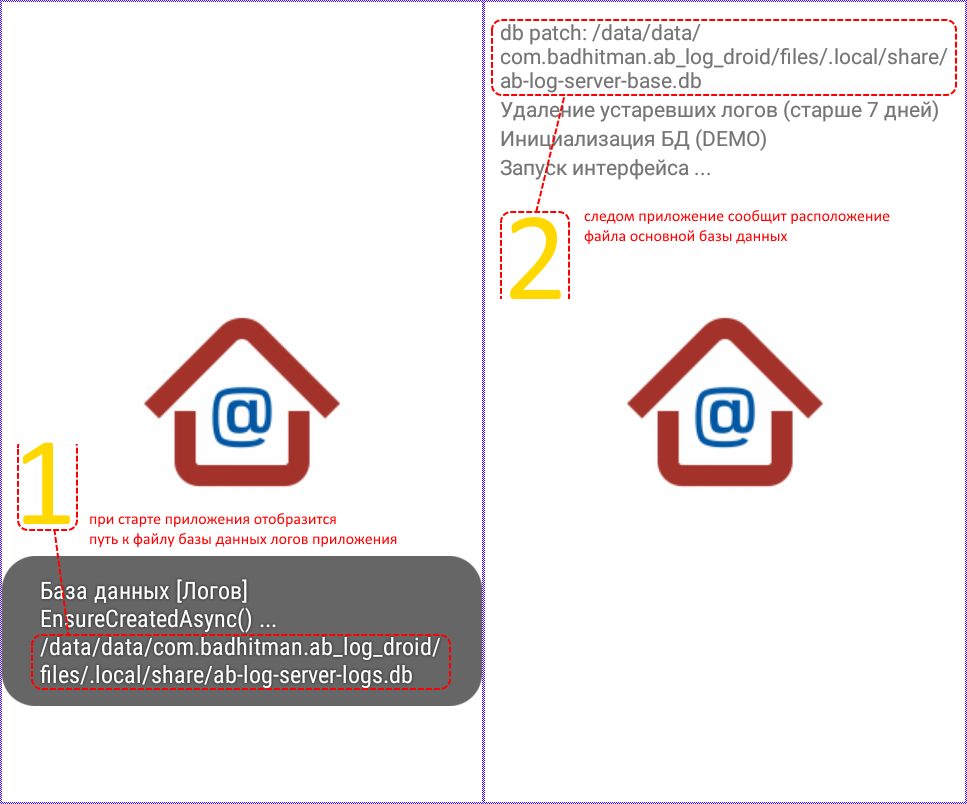 @
1
при старте приложения отобразится
путь к файлу базы данных логов приложения
База данных [Логов]
EnsureCreatedAsync() ...
/data/data/com.badhitman.ab_log_droid/
files/.local/share/ab-log-server-logs.db
db patch: /data/data/
com.badhitman.ab_log_droid/files/.local/share/
ab-log-server-base.db
Удаление устаревших логов (старше 7 дней)
Инициализация БД (DEMO)
Запуск интерфейса ...
2
следом приложение сообщит расположение
файла основной базы данных
@